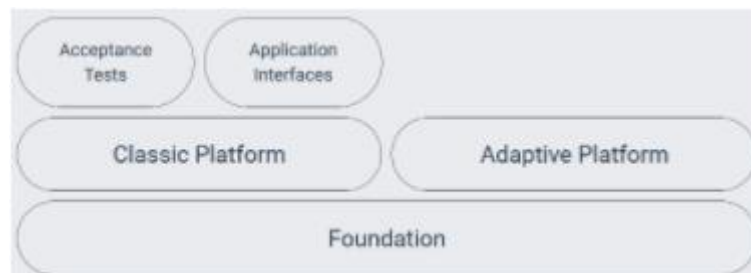 Acceptance
Tests
Application
Interfaces
Classic Platform
Adaptive Platform
Foundation